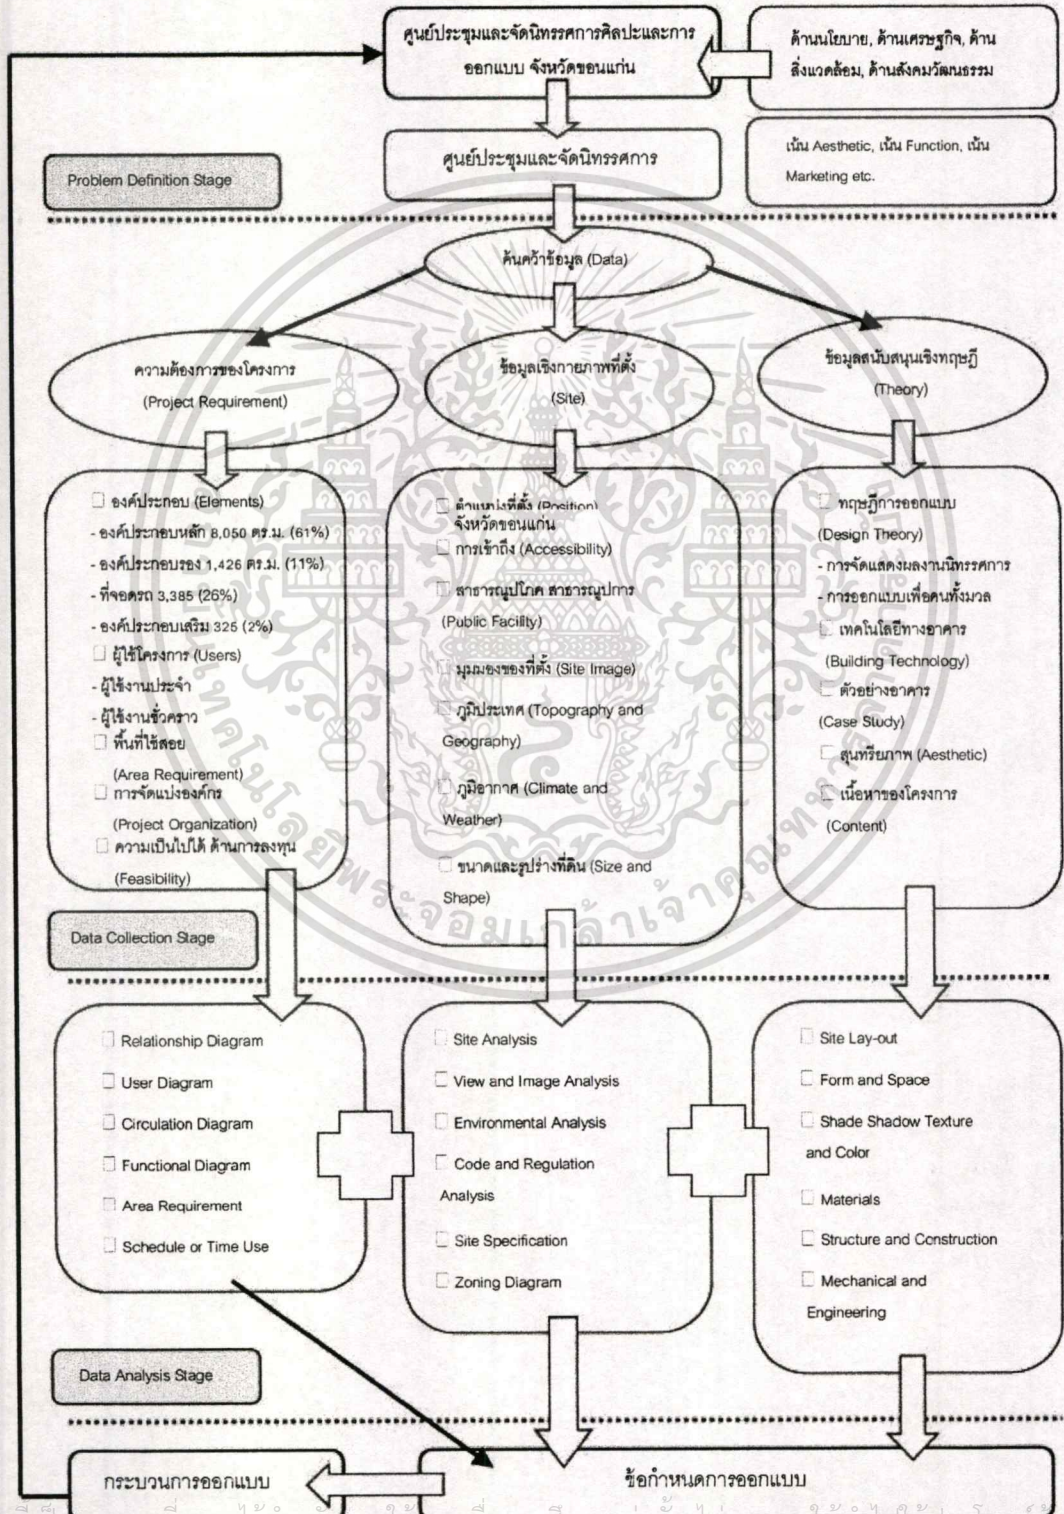 ศูนย์ประชุมและจัดนิทรรศการศิลปะและการ
ออกแบบ จังหวัดขอนแก่น
ด้านนโยบาย, ด้านเศรษฐกิจ, ด้าน
สิ่งแวดล้อม, ด้านสังคมวัฒนธรรม
ศูนย์ประชุมและจัดนิทรรศการ
เน้น Aesthetic, เน้น Function, เน้น
Marketing etc.
Problem Definition Stage
ค้นคว้าข้อมูล (Data)
ความต้องการของโครงการ
(Project Requirement)
ข้อมูลเชิงกายภาพที่ตั้ง
(Site)
ข้อมูลสนับสนุนเชิงทฤษฎี
(Theory)
องค์ประกอบ (Elements)
- องค์ประกอบหลัก 8,050 ตร.ม. (61%)
- องค์ประกอบรอง 1,426 ตร.ม. (11%)
- ที่จอดรถ 3,385 (26%)
- องค์ประกอบเสริม 325 (2%)
ผู้ใช้โครงการ (Users)
- ผู้ใช้งานประจำ
- ผู้ใช้งานชั่วคราว
พื้นที่ใช้สอย
(Area Requirement)
การจัดแบ่งองค์กร
(Project Organization)
ความเป็นไปได้ ด้านการลงทุน
(Feasibility)
ตำแหน่งที่ตั้ง (Position)
จังหวัดขอนแก่น
การเข้าถึง (Accessibility)
สาธารณูปโภค สาธารณูปการ
(Public Facility)
มุมมองของที่ตั้ง (Site Image)
ภูมิประเทศ (Topography and
Geography)
ภูมิอากาศ (Climate and
Weather)
ขนาดและรูปร่างที่ดิน (Size and
Shape)
ทฤษฎีการออกแบบ
(Design Theory)
- การจัดแสดงผลงานนิทรรศการ
- การออกแบบเพื่อคนทั้งมวล
เทคโนโลยีทางอาคาร
(Building Technology)
ตัวอย่างอาคาร
(Case Study)
สุนทรียภาพ (Aesthetic)
เนื้อหาของโครงการ
(Content)
Data Collection Stage
Relationship Diagram
User Diagram
Circulation Diagram
Functional Diagram
Area Requirement
Schedule or Time Use
Site Analysis
View and Image Analysis
Environmental Analysis
Code and Regulation
Analysis
Site Specification
Zoning Diagram
Site Lay-out
Form and Space
Shade Shadow Texture
and Color
Materials
Structure and Construction
Mechanical and
Engineering
Data Analysis Stage
กระบวนการออกแบบ
ข้อกำหนดการออกแบบ